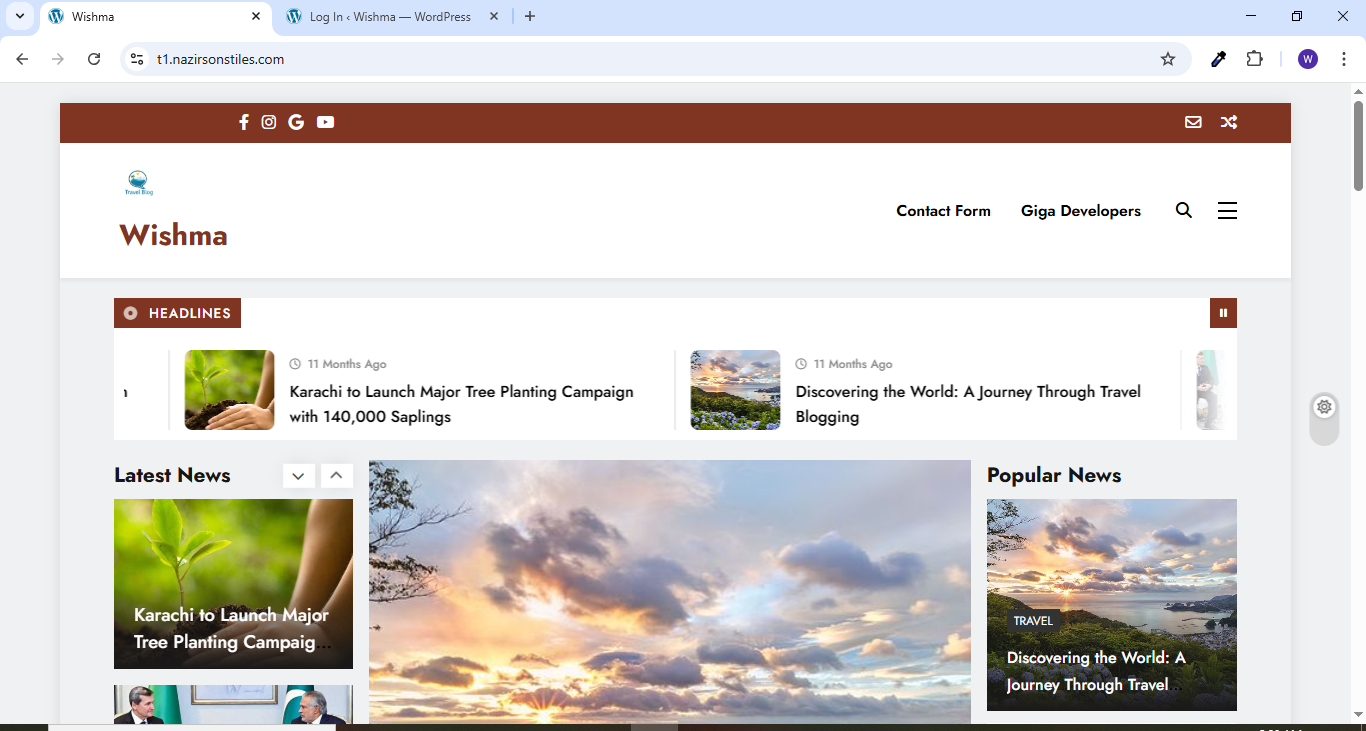 Wishma
Log In ‹ Wishma — WordPress
t1.nazirsonstiles.com
W
Travel Blog
Wishma
Contact Form
Giga Developers
HEADLINES
11 Months Ago
Karachi to Launch Major Tree Planting Campaign
with 140,000 Saplings
11 Months Ago
Discovering the World: A Journey Through Travel
Blogging
Latest News
Karachi to Launch Major
Tree Planting Campaig...
Popular News
TRAVEL
Discovering the World: A
Journey Through Travel